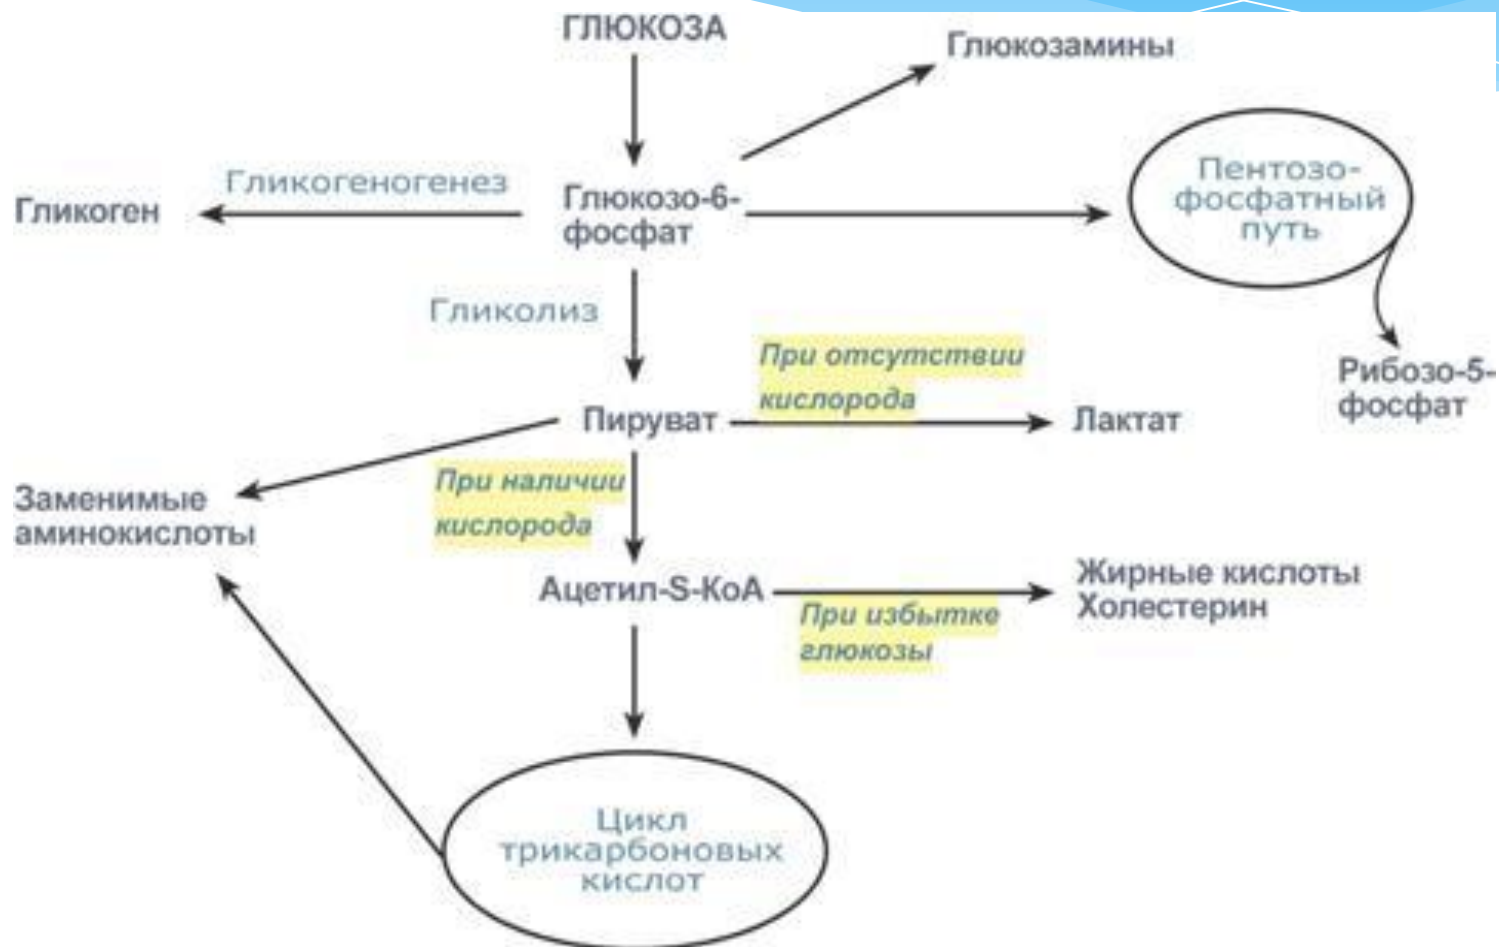 ГЛЮКОЗА
Глюкозамины
Гликогеногенез
Гликоген
Глюкозо-6-
фосфат
Пентозо-
фосфатный
путь
Гликолиз
При отсутствии
кислорода
Рибозо-5-
фосфат
Пируват
Лактат
При наличии
кислорода
Заменимые
аминокислоты
Ацетил-S-КоА
Жирные кислоты
Холестерин
При избытке
глюкозы
Цикл
трикарбоновых
кислот